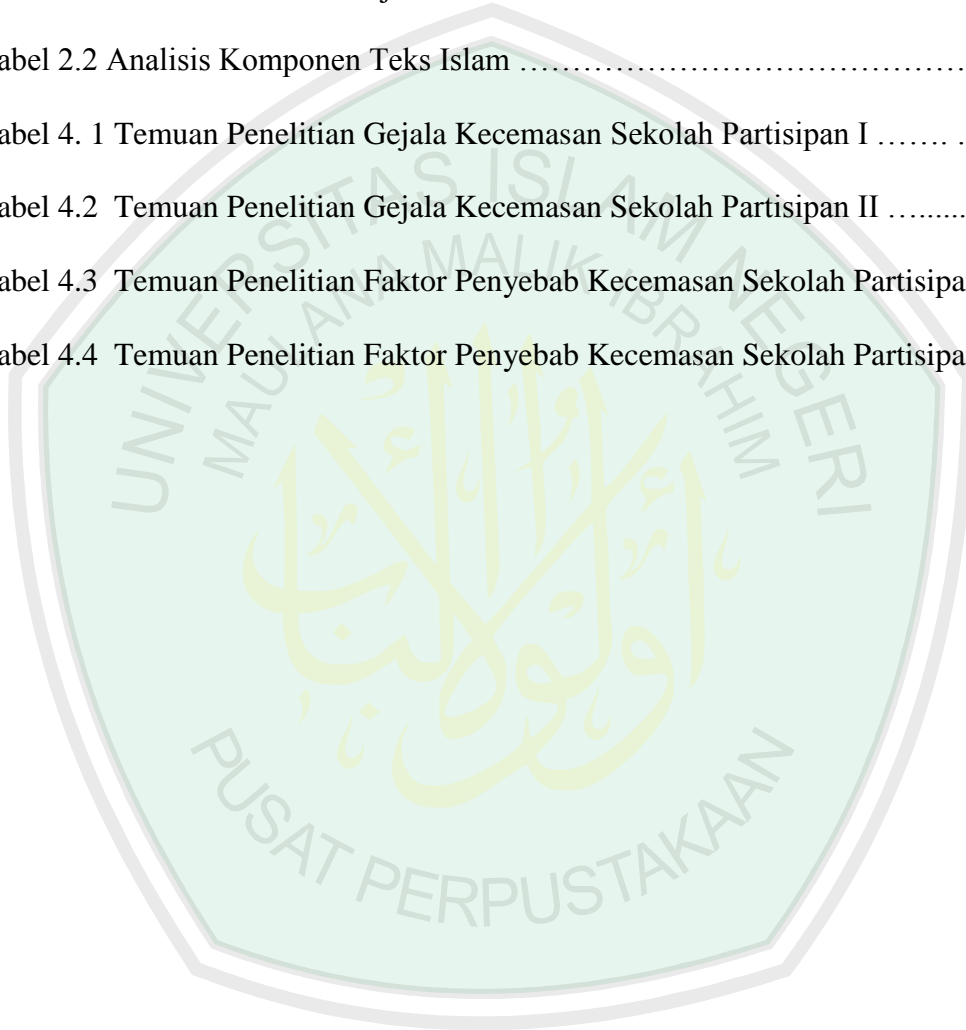 abel 2.2 Analisis Komponen Teks Islam ……………………………………
abel 4. 1 Temuan Penelitian Gejala Kecemasan Sekolah Partisipan I ……. .
abel 4.2  Temuan Penelitian Gejala Kecemasan Sekolah Partisipan II ….......
abel 4.3  Temuan Penelitian Faktor Penyebab Kecemasan Sekolah Partisipa
abel 4.4  Temuan Penelitian Faktor Penyebab Kecemasan Sekolah Partisipa
UNIVERSITAS ISLAM NEGERI
MAULANA MALIK IBRAHIM
أولوا الألباب
PUSAT PERPUSTAKAAN